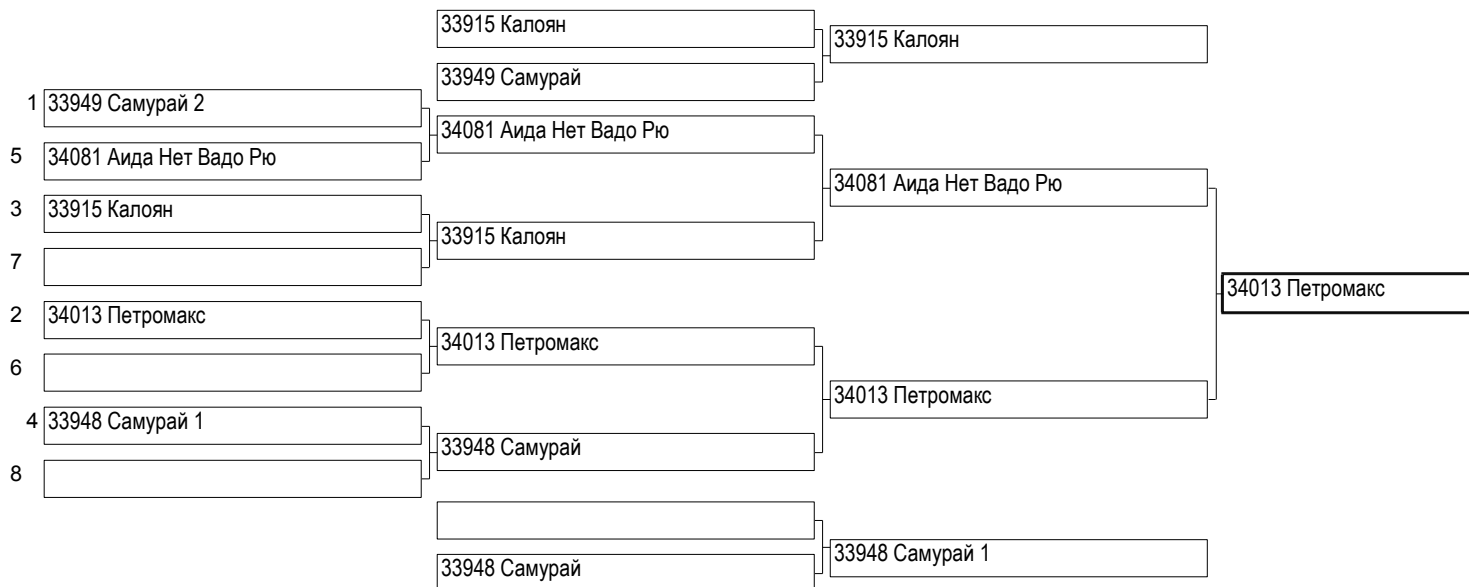 33915 Калоян
33915 Калоян
33949 Самурай
1 33949 Самурай 2
34081 Аида Нет Вадо Рю
5 34081 Аида Нет Вадо Рю
34081 Аида Нет Вадо Рю
3 33915 Калоян
33915 Калоян
7
34013 Петромакс
2 34013 Петромакс
34013 Петромакс
6
34013 Петромакс
4 33948 Самурай 1
33948 Самурай
8
33948 Самурай 1
33948 Самурай